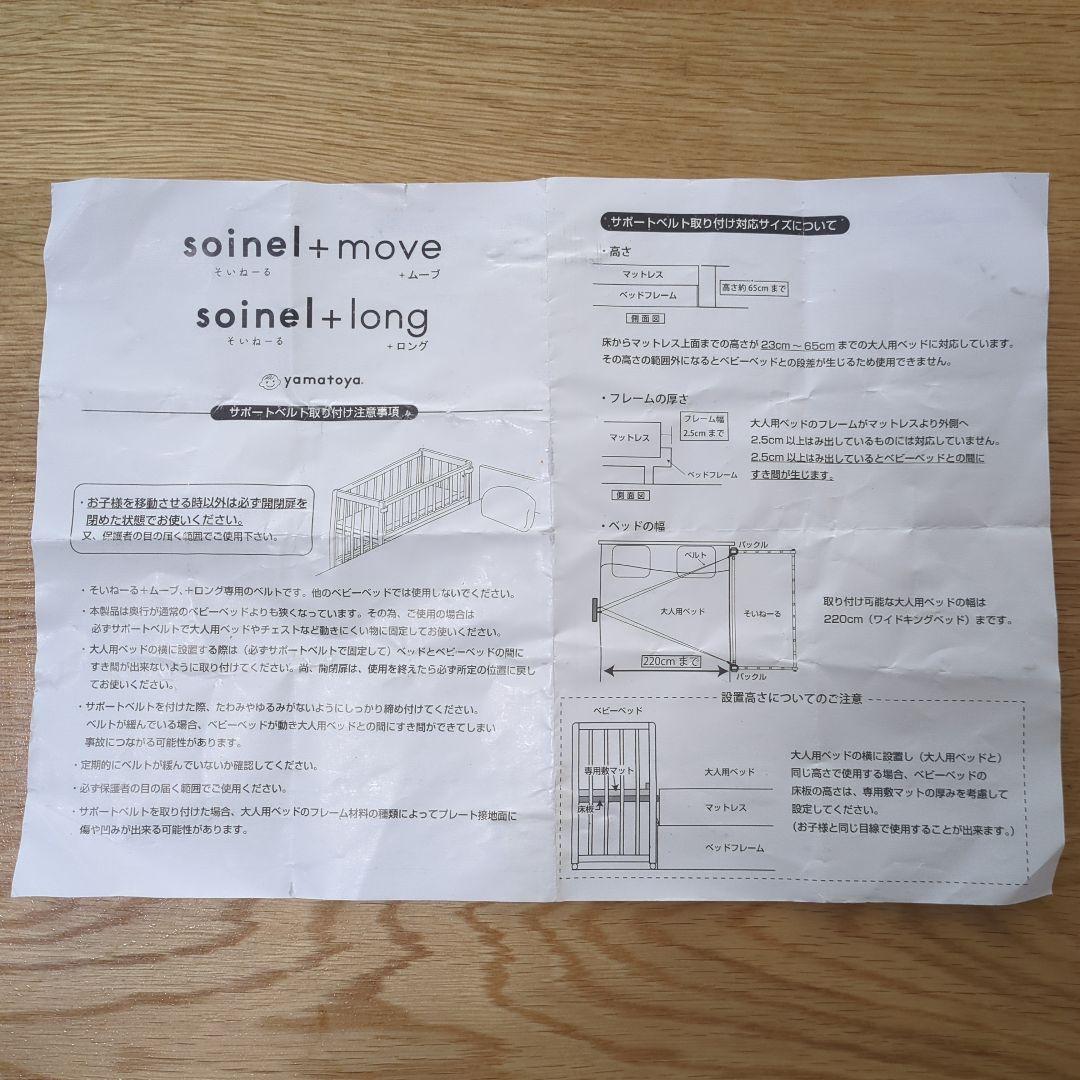 soinel+move
そいねーる +ムーブ
soinel+long
そいねーる +ロング
yamatoya.
サポートベルト取り付け注意事項
・お子様を移動させる時以外は必ず開閉扉を
閉めた状態でお使いください。
又、保護者の目の届く範囲でご使用下さい。
・そいねーる＋ムーブ、＋ロング専用のベルトです。他のベビーベッドでは使用しないでください。
・本製品は奥行が通常のベビーベッドよりも狭くなっています。その為、ご使用の場合は
必ずサポートベルトで大人用ベッドやチェストなど動きにくい物に固定してお使いください。
・大人用ベッドの横に設置する際は（必ずサポートベルトで固定して）ベッドとベビーベッドの間に
すき間が出来ないように取り付けてください。尚、開閉扉は、使用を終えたら必ず所定の位置に戻し
てお使いください。
・サポートベルトを付けた際、たわみやゆるみがないようにしっかり締め付けてください。
ベルトが緩んでいる場合、ベビーベッドが動き大人用ベッドとの間にすき間ができてしまい
事故につながる可能性があります。
・定期的にベルトが緩んでいないか確認してください。
・必ず保護者の目の届く範囲でご使用ください。
・サポートベルトを取り付けた場合、大人用ベッドのフレーム材料の種類によってプレート接地面に
傷や凹みが出来る可能性があります。
サポートベルト取り付け対応サイズについて
・高さ
マットレス
ベッドフレーム
高さ約65cmまで
側面図
床からマットレス上面までの高さが 23cm～65cmまでの大人用ベッドに対応しています。
その高さの範囲外になるとベビーベッドとの段差が生じるため使用できません。
・フレームの厚さ
フレーム幅
2.5cmまで
マットレス
ベッドフレーム
側面図
大人用ベッドのフレームがマットレスより外側へ
2.5cm以上はみ出しているものには対応していません。
2.5cm以上はみ出しているとベビーベッドとの間に
すき間が生じます。
・ベッドの幅
バックル
ベルト
大人用ベッド
そいねーる
220cmまで
バックル
取り付け可能な大人用ベッドの幅は
220cm（ワイドキングベッド）まです。
設置高さについてのご注意
ベビーベッド
専用敷マット
床板
大人用ベッド
マットレス
ベッドフレーム
大人用ベッドの横に設置し（大人用ベッドと）
同じ高さで使用する場合、ベビーベッドの
床板の高さは、専用敷マットの厚みを考慮して
設定してください。
（お子様と同じ目線で使用することが出来ます。）